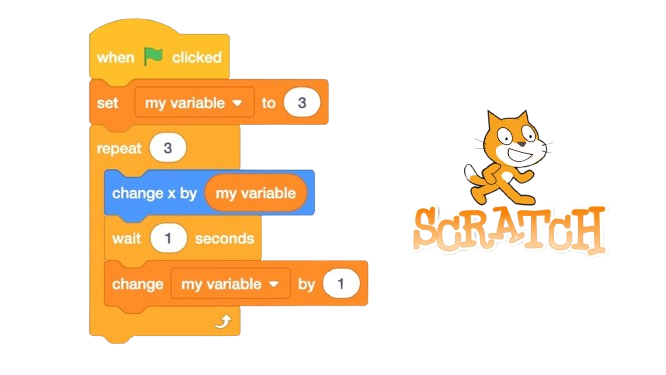 when clicked
set my variable to 3
repeat 3
change x by my variable
wait 1 seconds
change my variable by 1
SCRATCH